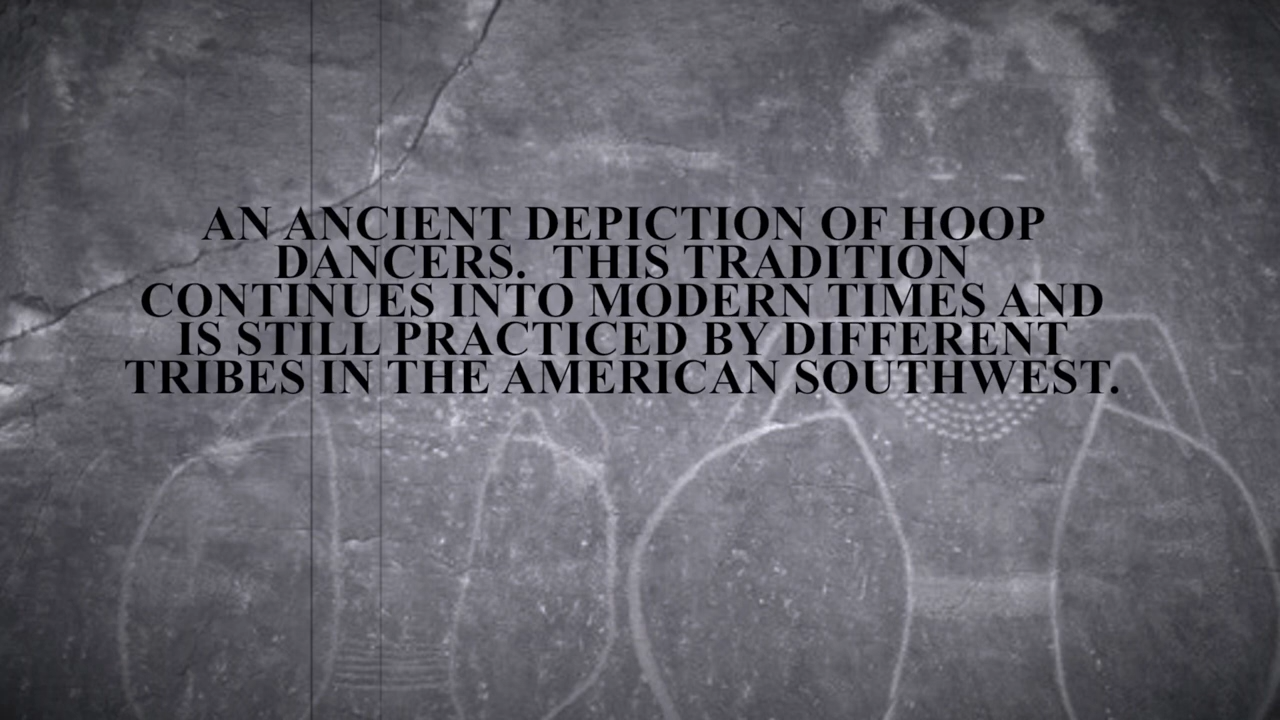 AN ANCIENT DEPICTION OF HOOP
DANCERS.  THIS TRADITION
CONTINUES INTO MODERN TIMES AND
IS STILL PRACTICED BY DIFFERENT
TRIBES IN THE AMERICAN SOUTHWEST.